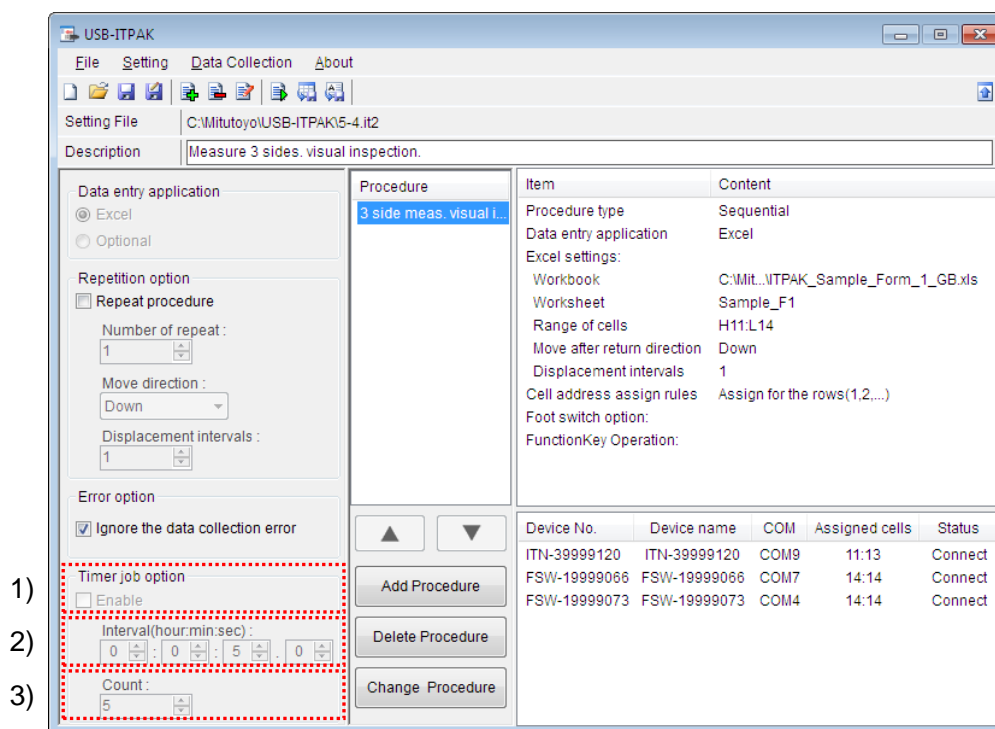 USB-ITPAK
File Setting Data Collection About
Setting File C:\Mitutoyo\USB-ITPAK\5-4.it2
Description Measure 3 sides. visual inspection.
Data entry application
Excel
Optional
Repetition option
Repeat procedure
Number of repeat :
1
Move direction :
Down
Displacement intervals :
1
Error option
Ignore the data collection error
1) Timer job option
Enable
2) Interval(hour:min:sec) :
0 : 0 : 5 . 0
3) Count :
5
Procedure
3 side meas. visual i...
Add Procedure
Delete Procedure
Change Procedure
Item Content
Procedure type Sequential
Data entry application Excel
Excel settings:
Workbook C:\Mit...\ITPAK_Sample_Form_1_GB.xls
Worksheet Sample_F1
Range of cells H11:L14
Move after return direction Down
Displacement intervals 1
Cell address assign rules Assign for the rows(1,2,...)
Foot switch option:
FunctionKey Operation:
Device No. Device name COM Assigned cells Status
ITN-39999120 ITN-39999120 COM9 11:13 Connect
FSW-19999066 FSW-19999066 COM7 14:14 Connect
FSW-19999073 FSW-19999073 COM4 14:14 Connect